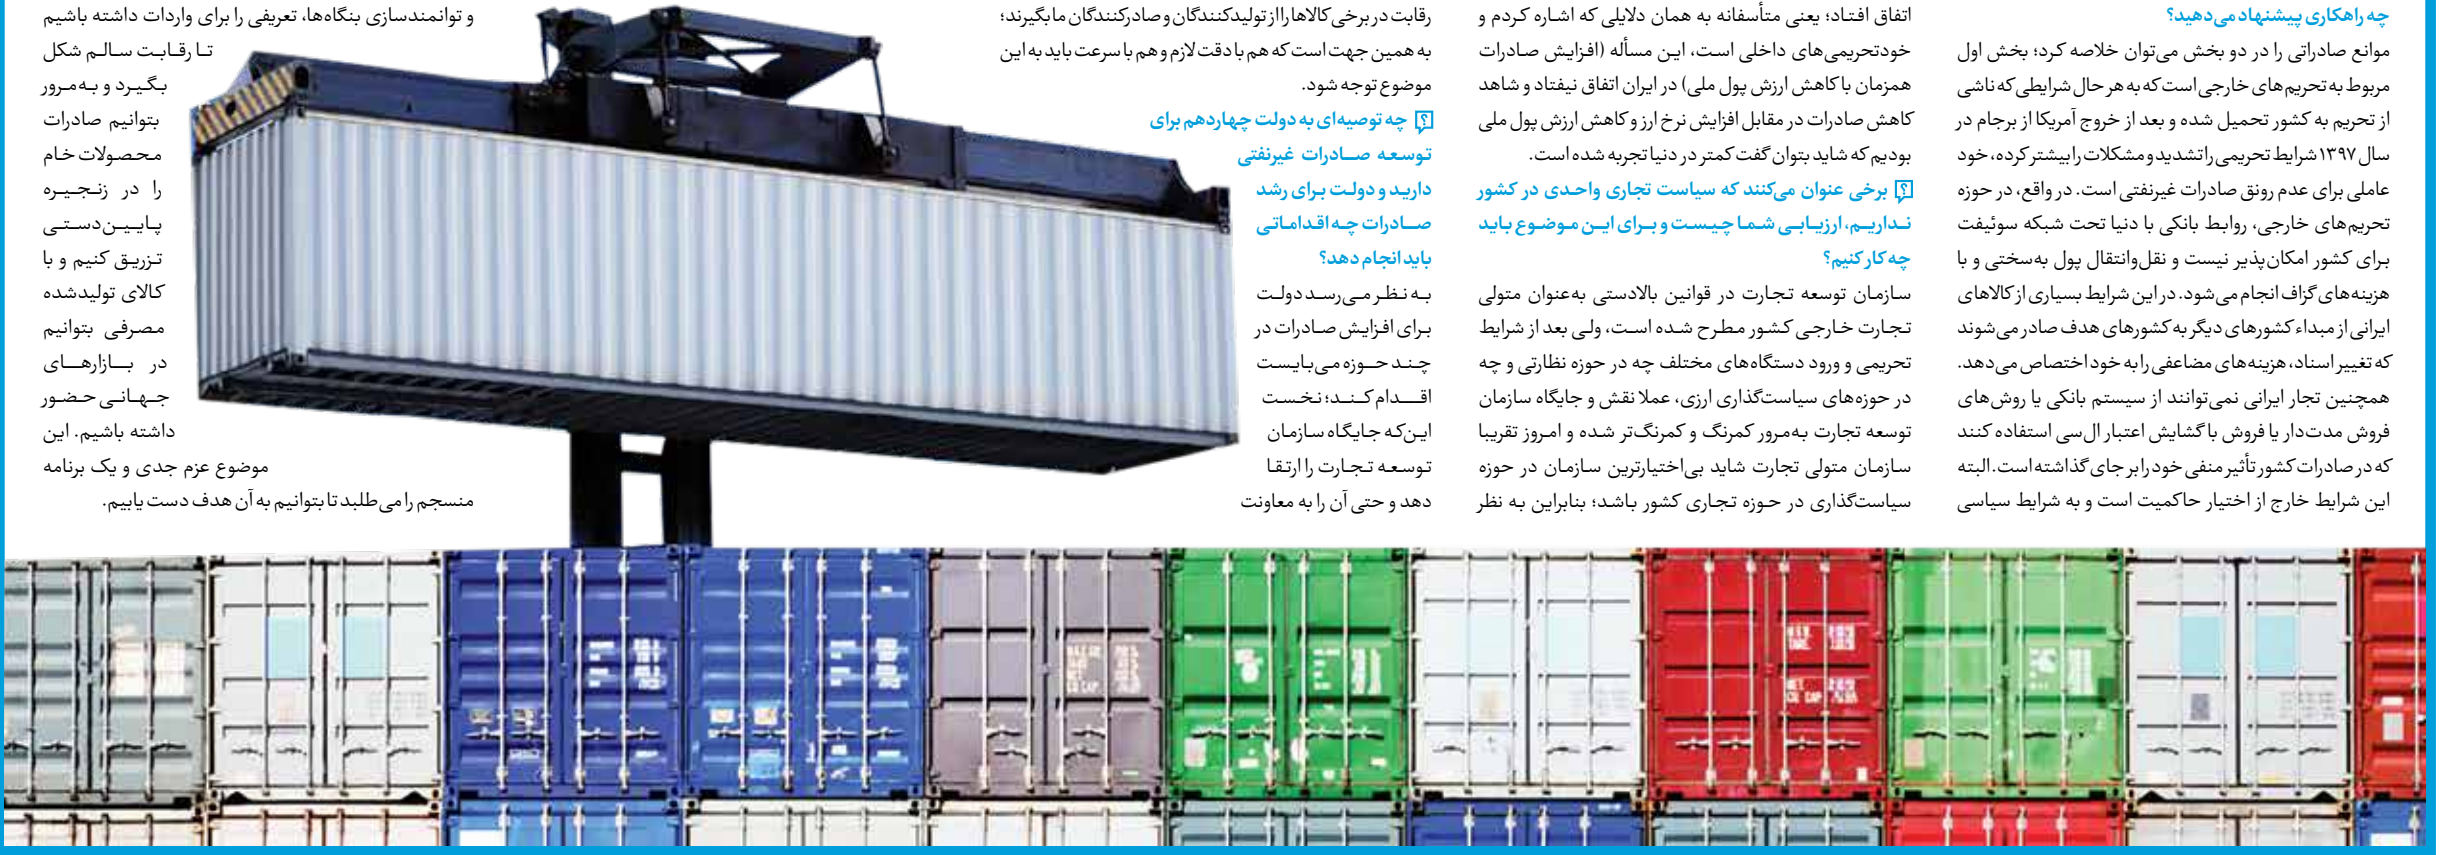 چه راهکاری پیشنهاد می‌دهید؟
موانع صادراتی را در دو بخش می‌توان خلاصه کرد؛ بخش اول
مربوط به تحریم‌های خارجی است که به هر حال شرایطی که ناشی
از تحریم به کشور تحمیل شده و بعد از خروج آمریکا از برجام در
سال ۱۳۹۷ شرایط تحریمی را تشدید و مشکلات را بیشتر کرده، خود
عاملی برای عدم رونق صادرات غیرنفتی است. در واقع، در حوزه
تحریم‌های خارجی، روابط بانکی با دنیا تحت شبکه سوئیفت
برای کشور امکان‌پذیر نیست و نقل‌وانتقال پول به‌سختی و با
هزینه‌های گزاف انجام می‌شود. در این شرایط بسیاری از کالاهای
ایرانی از مبداء کشورهای دیگر به کشورهای هدف صادر می‌شوند
که تغییر اسناد، هزینه‌های مضاعفی را به خود اختصاص می‌دهد.
همچنین تجار ایرانی نمی‌توانند از سیستم بانکی یا روش‌های
فروش مدت‌دار یا فروش با گشایش اعتبار ال‌سی استفاده کنند
که در صادرات کشور تأثیر منفی خود را بر جای گذاشته است. البته
این شرایط خارج از اختیار حاکمیت است و به شرایط سیاسی
اتفاق افتاد؛ یعنی متأسفانه به همان دلایلی که اشاره کردم و
خودتحریمی‌های داخلی است، این مسأله (افزایش صادرات
همزمان با کاهش ارزش پول ملی) در ایران اتفاق نیفتاد و شاهد
کاهش صادرات در مقابل افزایش نرخ ارز و کاهش ارزش پول ملی
بودیم که شاید بتوان گفت کمتر در دنیا تجربه شده است.
؟ برخی عنوان می‌کنند که سیاست تجاری واحدی در کشور
نداریم، ارزیابی شما چیست و برای این موضوع باید
چه کار کنیم؟
سازمان توسعه تجارت در قوانین بالادستی به‌عنوان متولی
تجارت خارجی کشور مطرح شده است، ولی بعد از شرایط
تحریمی و ورود دستگاه‌های مختلف چه در حوزه نظارتی و چه
در حوزه‌های سیاست‌گذاری ارزی، عملا نقش و جایگاه سازمان
توسعه تجارت به‌مرور کمرنگ و کمرنگ‌تر شده و امروز تقریبا
سازمان متولی تجارت شاید بی‌اختیارترین سازمان در حوزه
سیاست‌گذاری در حوزه تجاری کشور باشد؛ بنابراین به نظر
رقابت در برخی کالاها را از تولیدکنندگان و صادرکنندگان ما بگیرند؛
به همین جهت است که هم با دقت لازم و هم با سرعت باید به این
موضوع توجه شود.
؟ چه توصیه‌ای به دولت چهاردهم برای
توسعه صادرات غیرنفتی
دارید و دولت برای رشد
صادرات چه اقداماتی
باید انجام دهد؟
به نظر می‌رسد دولت
برای افزایش صادرات در
چند حوزه می‌بایست
اقدام کند؛ نخست
این‌که جایگاه سازمان
توسعه تجارت را ارتقا
دهد و حتی آن را به معاونت
و توانمندسازی بنگاه‌ها، تعریفی را برای واردات داشته باشیم
تا رقابت سالم شکل
بگیرد و به‌مرور
بتوانیم صادرات
محصولات خام
را در زنجیره
پایین‌دستی
تزریق کنیم و با
کالای تولیدشده
مصرفی بتوانیم
در بازارهای
جهانی حضور
داشته باشیم. این
موضوع عزم جدی و یک برنامه
منسجم را می‌طلبد تا بتوانیم به آن هدف دست یابیم.